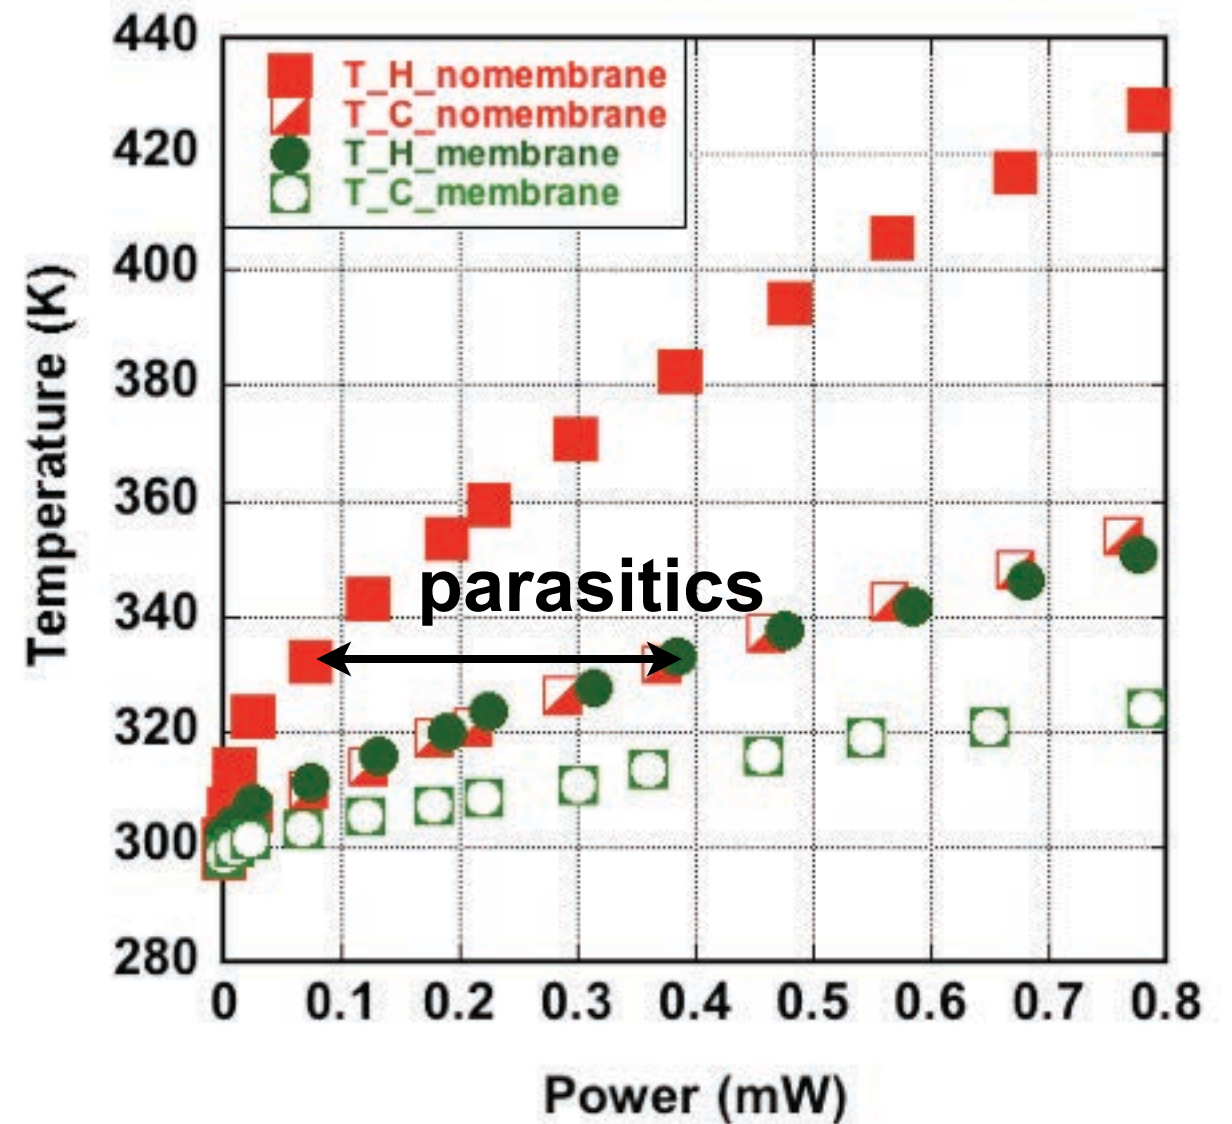 440
420
400
380
360
340
320
300
280
Temperature (K)
T_H_nomembrane
T_C_nomembrane
T_H_membrane
T_C_membrane
parasitics
0 0.1 0.2 0.3 0.4 0.5 0.6 0.7 0.8
Power (mW)